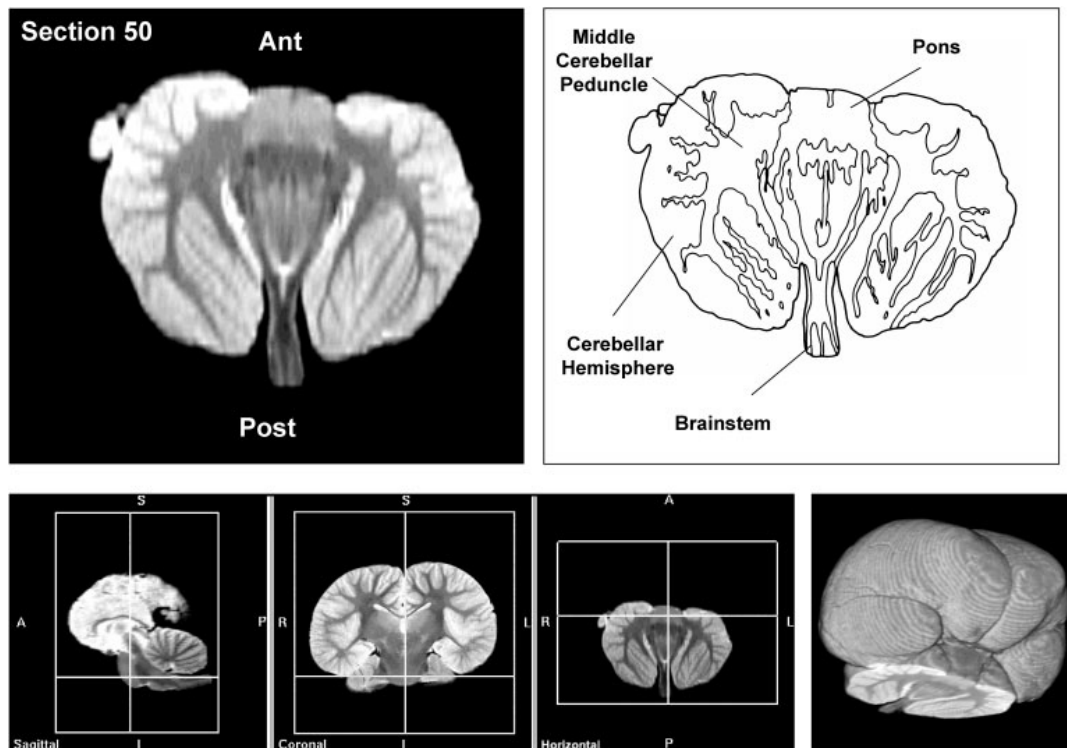 Section 50
Ant
Post
Middle
Cerebellar
Peduncle
Pons
Cerebellar
Hemisphere
Brainstem
S
A
P
I
Sagittal
S
R
L
I
Coronal
A
R
L
P
Horizontal